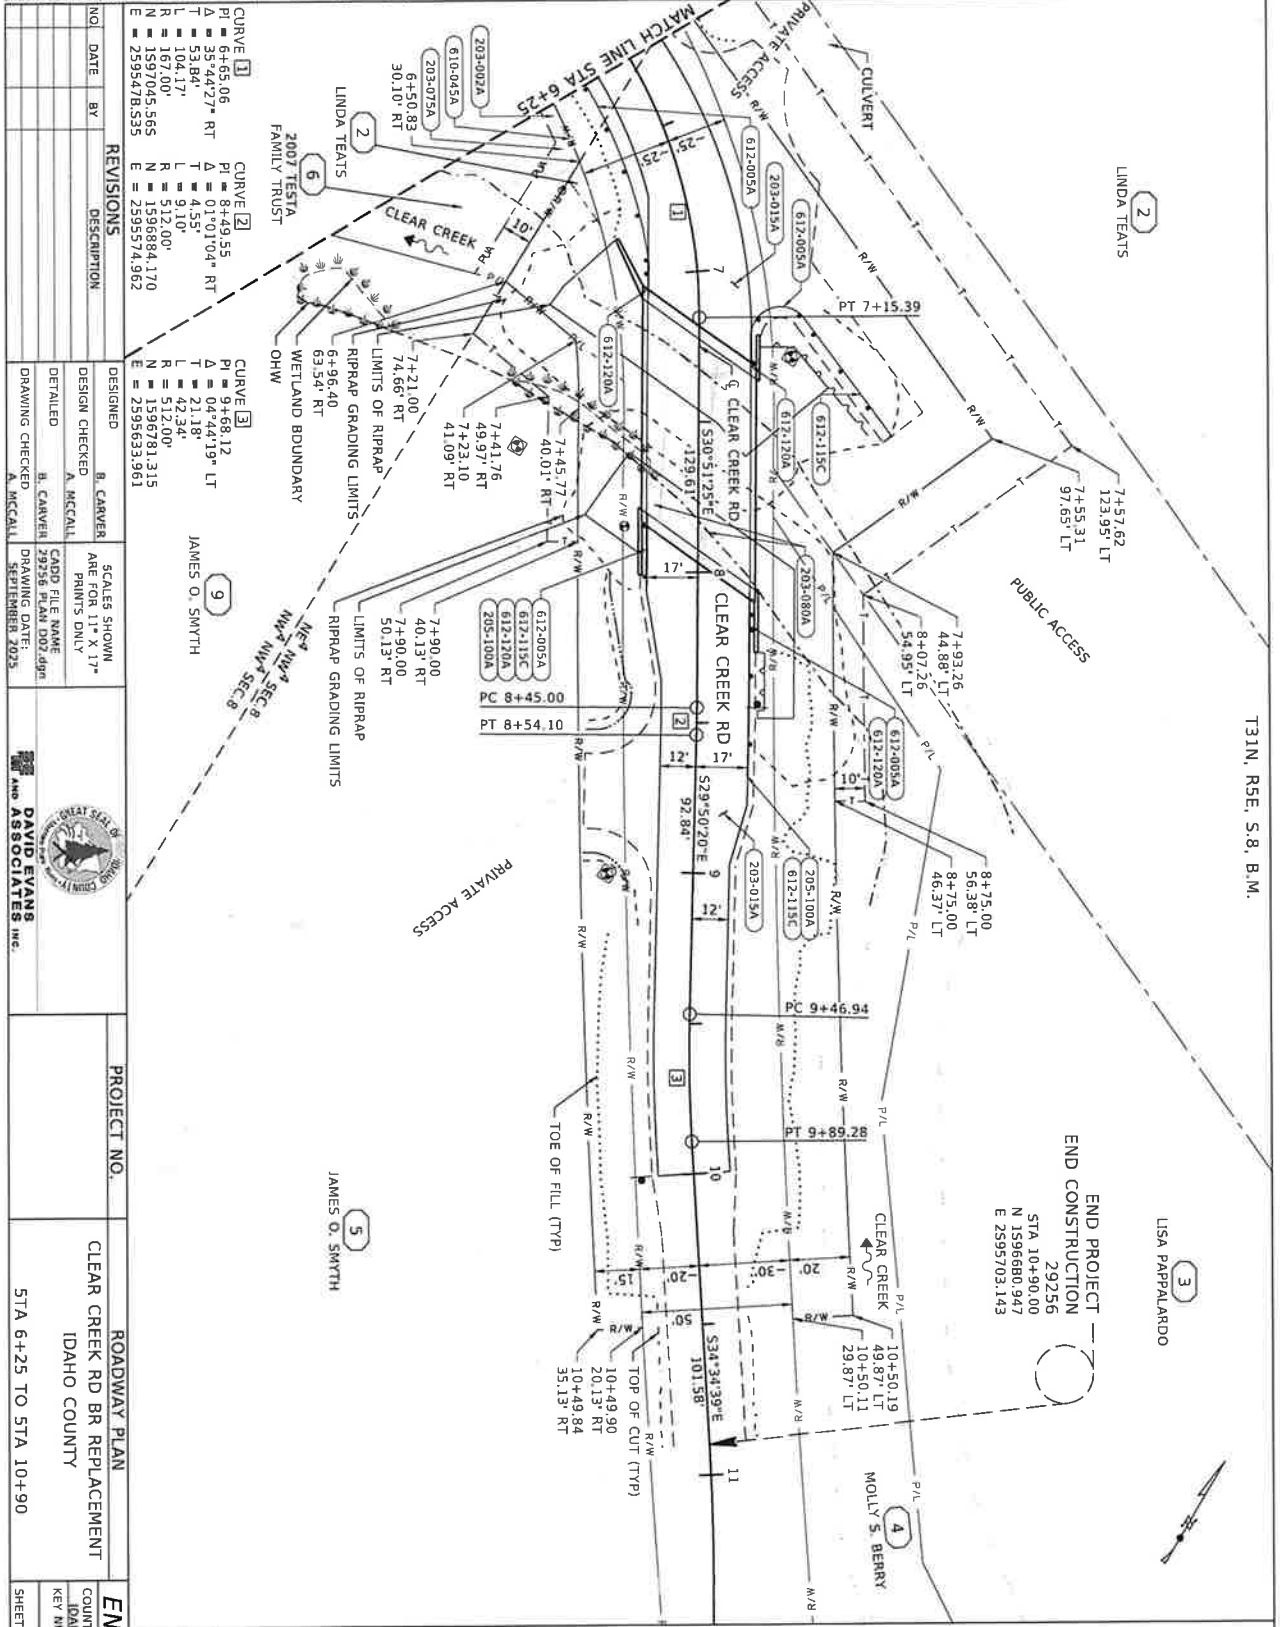 T31N, R5E, S.8, B.M.
2
LINDA TEATS
3
LISA PAPPALARDO
END PROJECT
END CONSTRUCTION
29256
STA 10+90.00
N 1596680.947
E 2595703.143
4
MOLLY S. BERRY
CULVERT
PRIVATE ACCESS
PUBLIC ACCESS
7+57.62
123.95' LT
7+55.31
97.65' LT
7+93.26
44.88' LT
8+07.26
54.95' LT
8+75.00
56.38' LT
8+75.00
46.37' LT
CLEAR CREEK
10+50.19
49.87' LT
10+50.11
29.87' LT
612-005A
203-015A
612-005A
PT 7+15.39
612-115C
612-120A
203-080A
612-005A
612-120A
10'
205-100A
612-115C
203-015A
PC 9+46.94
PT 9+89.28
MATCH LINE STA 6+25
~25'
~25'
1
7
℄ CLEAR CREEK RD
S30°51'25"E
129.61'
8
CLEAR CREEK RD
17'
17'
12'
2
S29°50'20"E
92.84'
9
12'
3
10
20'
~30'
~20'
15'
50'
S34°34'39"E
101.58'
11
203-002A
610-045A
203-075A
6+50.83
30.10' RT
2
LINDA TEATS
6
2007 TESTA
FAMILY TRUST
CLEAR CREEK
10'
612-120A
7+45.77
40.01' RT
7+41.76
49.97' RT
7+23.10
41.09' RT
7+21.00
74.66' RT
LIMITS OF RIPRAP
RIPRAP GRADING LIMITS
6+96.40
63.54' RT
WETLAND BOUNDARY
OHW
612-005A
612-115C
612-120A
205-100A
PC 8+45.00
PT 8+54.10
7+90.00
40.13' RT
7+90.00
50.13' RT
LIMITS OF RIPRAP
RIPRAP GRADING LIMITS
PRIVATE ACCESS
TOE OF FILL (TYP)
TOP OF CUT (TYP)
10+49.90
20.13' RT
10+49.84
35.13' RT
9
JAMES O. SMYTH
5
JAMES O. SMYTH
NE4 NW4 SEC.8
NW4 NW4 SEC.8
CURVE 1
PI = 6+65.06
Δ = 35°44'27" RT
T = 53.84'
L = 104.17'
R = 167.00'
N = 1597045.565
E = 2595478.535
CURVE 2
PI = 8+49.55
Δ = 01°01'04" RT
T = 4.55'
L = 9.10'
R = 512.00'
N = 1596884.170
E = 2595574.962
CURVE 3
PI = 9+68.12
Δ = 04°44'19" LT
T = 21.18'
L = 42.34'
R = 512.00'
N = 1596781.315
E = 2595633.961
REVISIONS
NO. DATE BY DESCRIPTION
DESIGNED
B. CARVER
DESIGN CHECKED
A. MCCALL
DETAILED
B. CARVER
DRAWING CHECKED
A. MCCALL
SCALES SHOWN
ARE FOR 11" X 17"
PRINTS ONLY
CADD FILE NAME
29256_PLAN_D07.dgn
DRAWING DATE:
SEPTEMBER 2025
GREAT SEAL OF IDAHO COUNTY
DAVID EVANS
AND ASSOCIATES INC.
PROJECT NO.
ROADWAY PLAN
CLEAR CREEK RD BR REPLACEMENT
IDAHO COUNTY
STA 6+25 TO STA 10+90
EN
COUNT
IDA
KEY N
SHEET